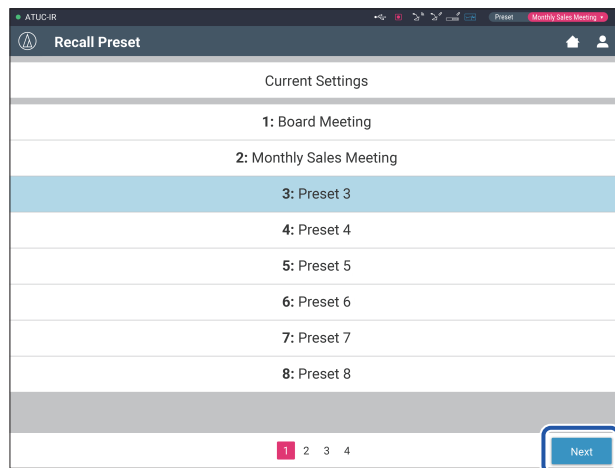 ATUC-IR Preset Monthly Sales Meeting
Recall Preset
Current Settings
1: Board Meeting
2: Monthly Sales Meeting
3: Preset 3
4: Preset 4
5: Preset 5
6: Preset 6
7: Preset 7
8: Preset 8
1 2 3 4
Next